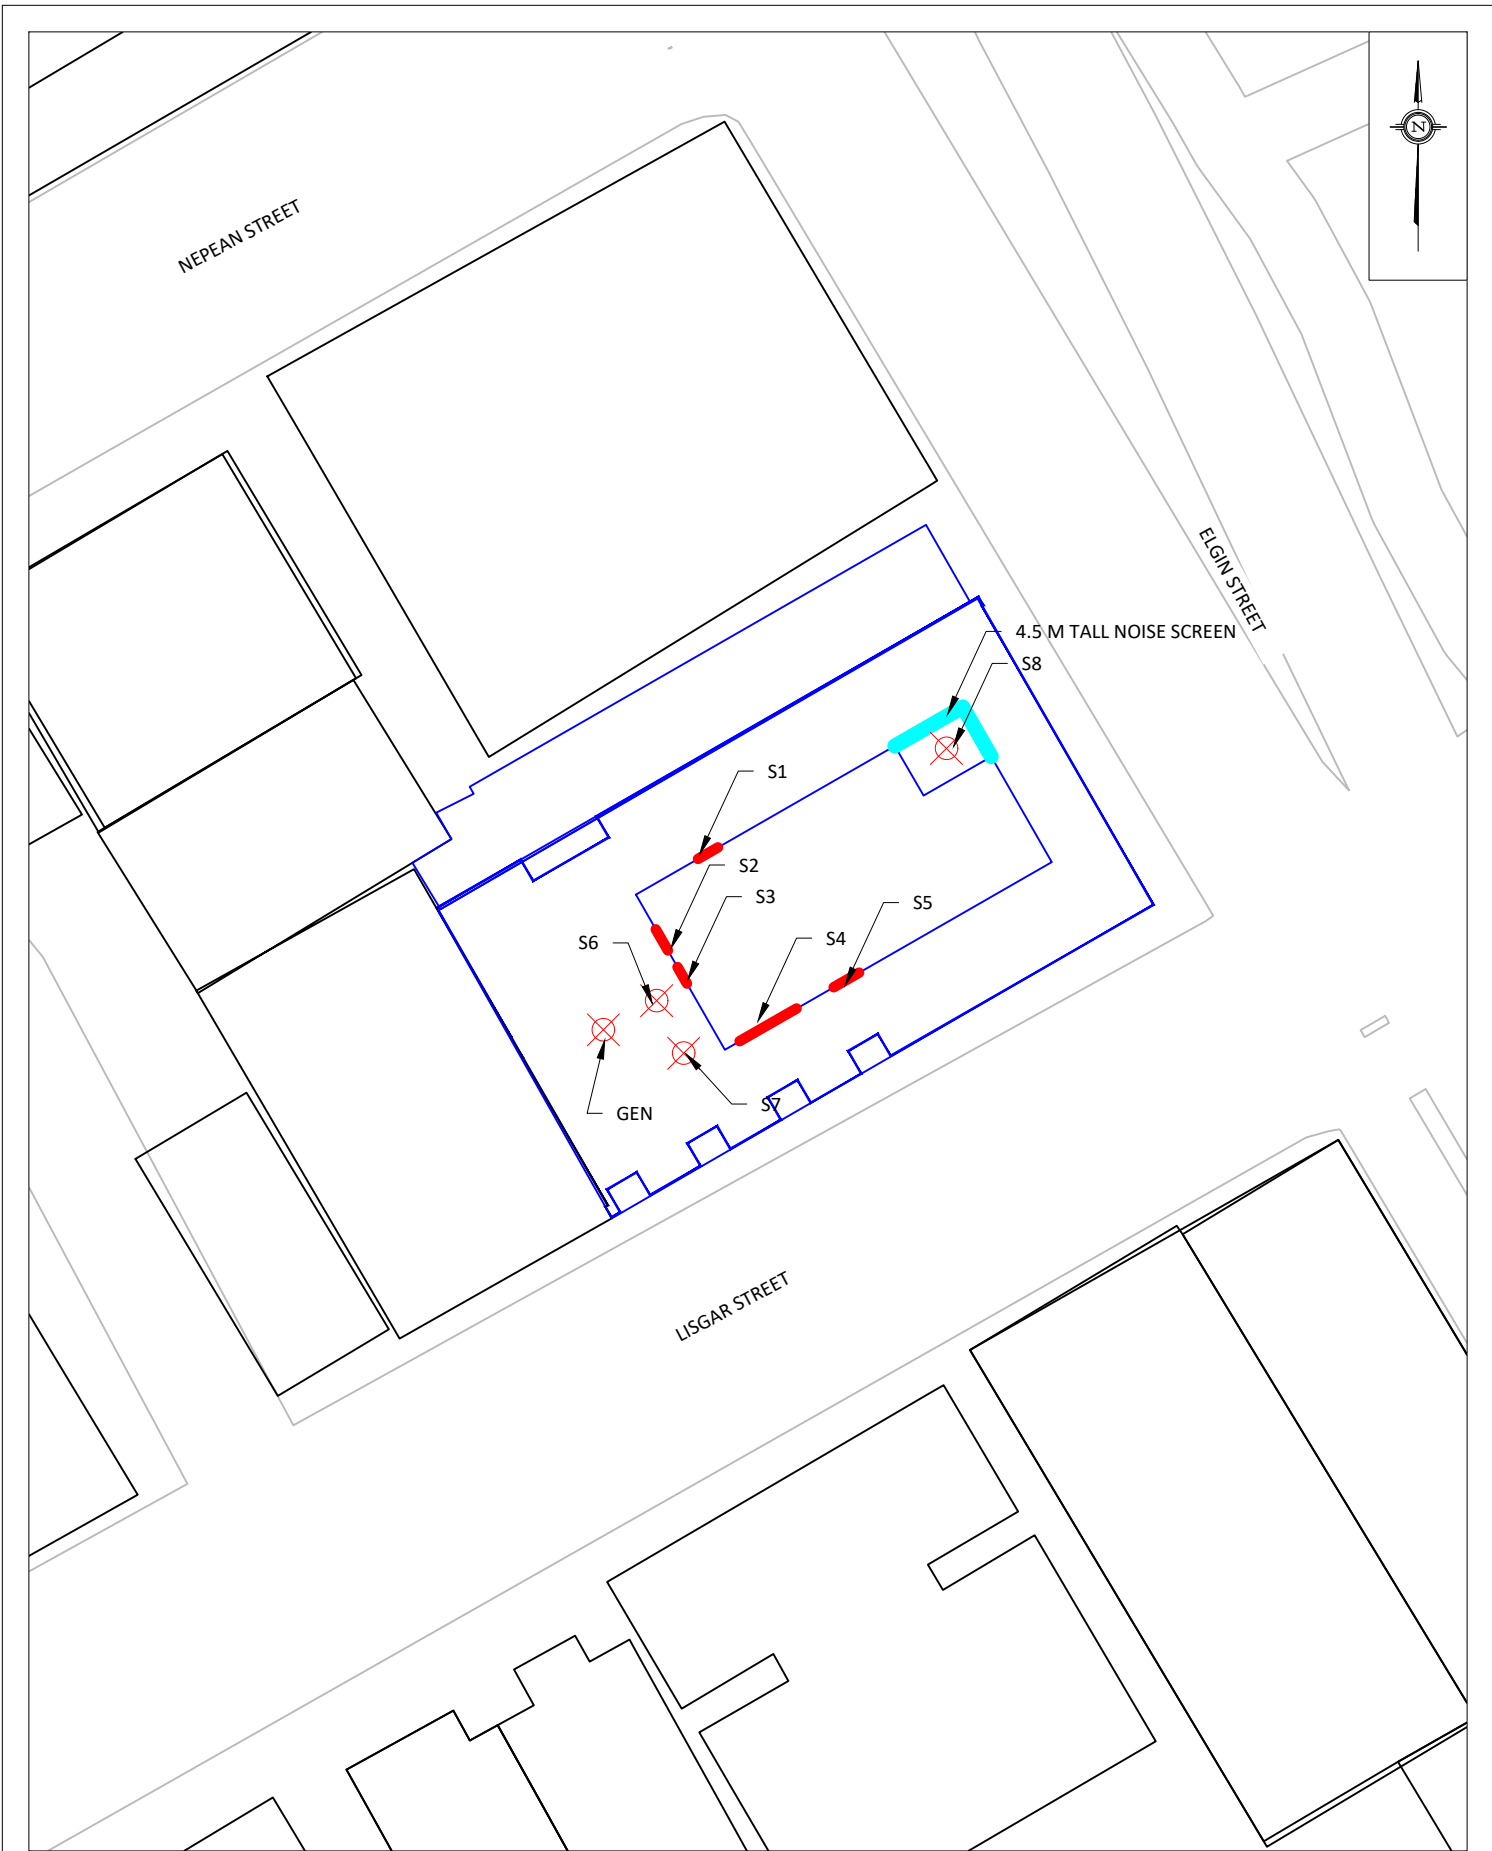 N
NEPEAN STREET
ELGIN STREET
4.5 M TALL NOISE SCREEN
S8
S1
S2
S3
S5
S4
S6
GEN
S7
LISGAR STREET